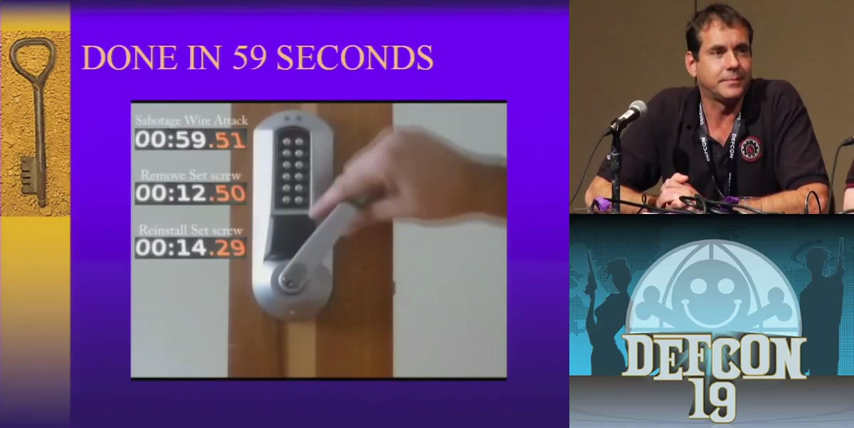 DONE IN 59 SECONDS
Sabotage Wire Attack
00:59.51
Remove Set screw
00:12.50
Reinstall Set screw
00:14.29
DEFCON
DEFCON
19